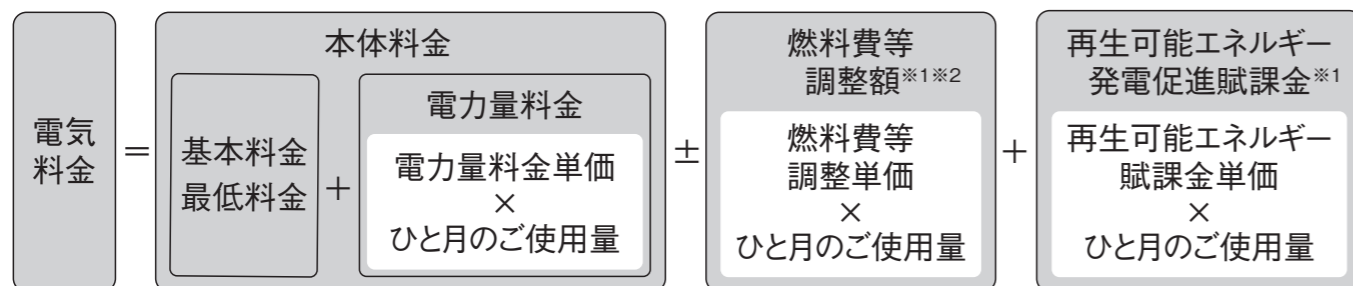 電気
料金
＝
本体料金
基本料金
最低料金
＋
電力量料金
電力量料金単価
×
ひと月のご使用量
±
燃料費等
調整額※1※2
燃料費等
調整単価
×
ひと月のご使用量
＋
再生可能エネルギー
発電促進賦課金※1
再生可能エネルギー
賦課金単価
×
ひと月のご使用量